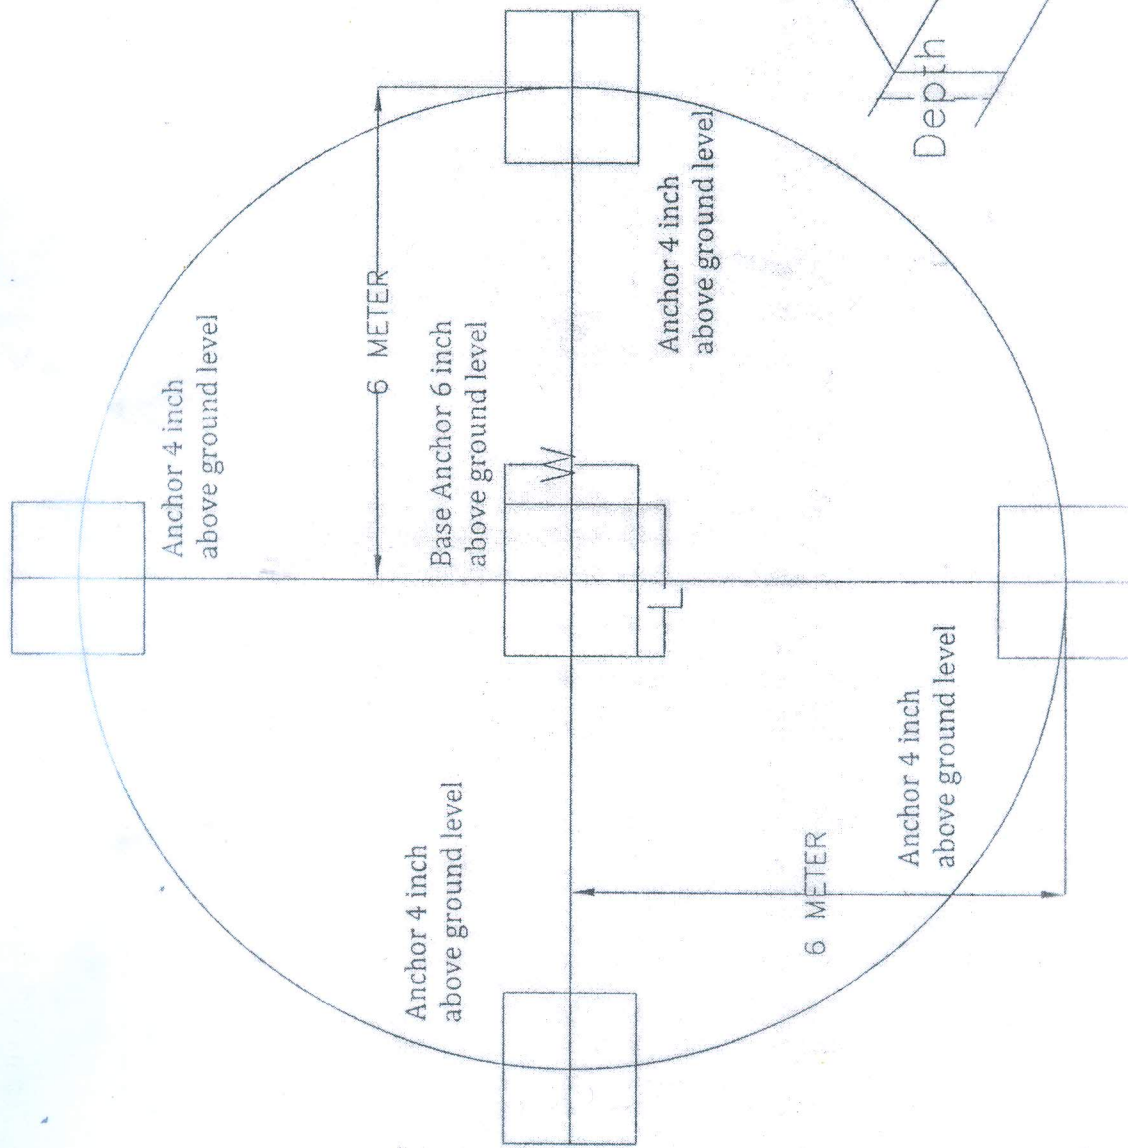 Anchor 4 inch
above ground level
6 METER
Base Anchor 6 inch
above ground level
W
L
Anchor 4 inch
above ground level
Anchor 4 inch
above ground level
6 METER
Anchor 4 inch
above ground level
Depth